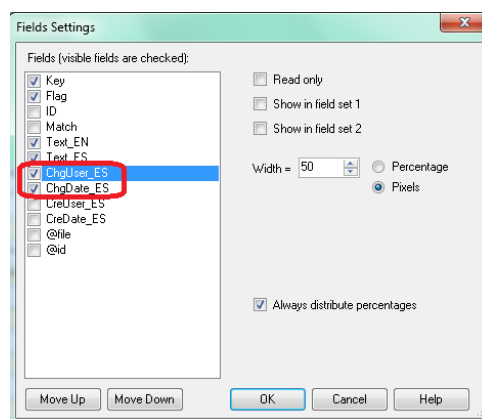 Fields Settings
Fields (visible fields are checked):
Key
Flag
ID
Match
Text_EN
Text_ES
ChgUser_ES
ChgDate_ES
CreUser_ES
CreDate_ES
@file
@id
Read only
Show in field set 1
Show in field set 2
Width = 50 Percentage
Pixels
Always distribute percentages
Move Up Move Down OK Cancel Help